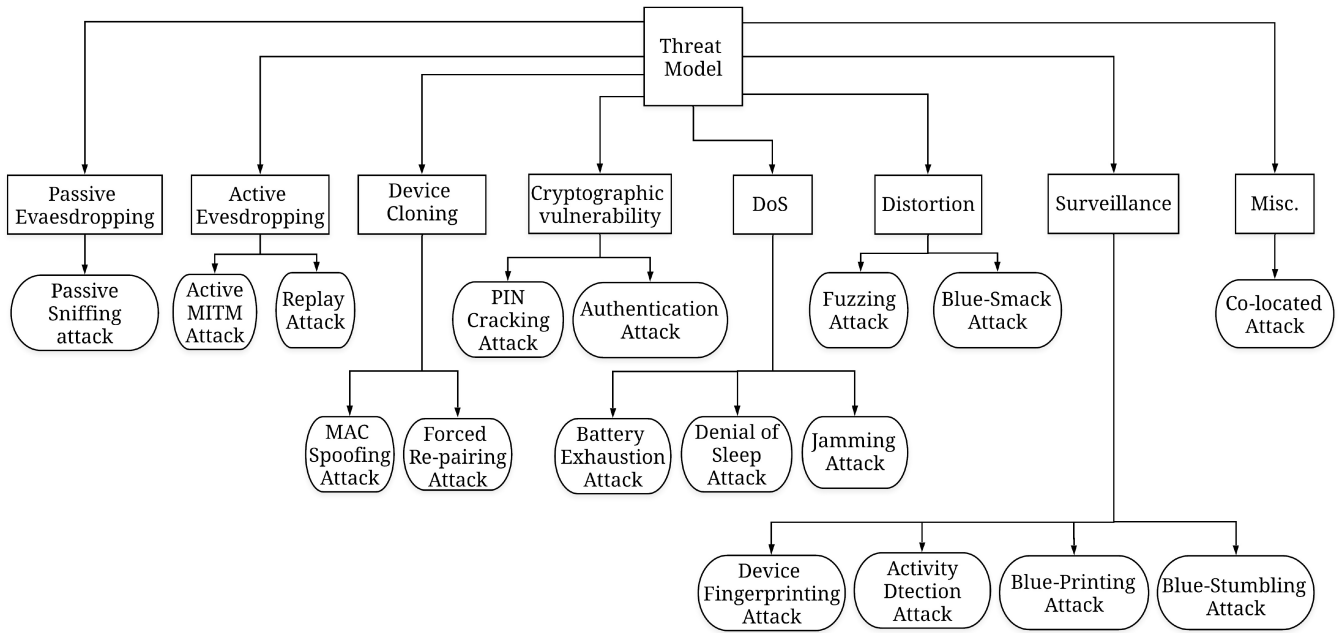 Threat
Model
Passive
Evaesdropping
Active
Evesdropping
Device
Cloning
Cryptographic
vulnerability
DoS
Distortion
Surveillance
Misc.
Passive
Sniffing
attack
Active
MITM
Attack
Replay
Attack
PIN
Cracking
Attack
Authentication
Attack
Fuzzing
Attack
Blue-Smack
Attack
Co-located
Attack
MAC
Spoofing
Attack
Forced
Re-pairing
Attack
Battery
Exhaustion
Attack
Denial of
Sleep
Attack
Jamming
Attack
Device
Fingerprinting
Attack
Activity
Dtection
Attack
Blue-Printing
Attack
Blue-Stumbling
Attack